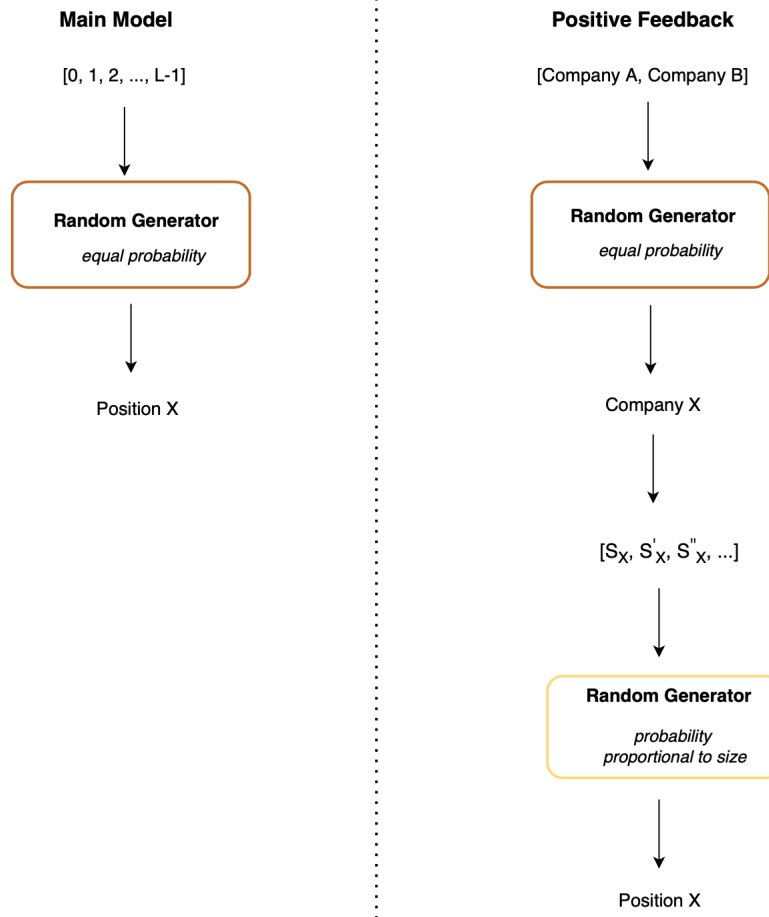 Main Model
[0, 1, 2, ..., L-1]
Random Generator
equal probability
Position X
Positive Feedback
[Company A, Company B]
Random Generator
equal probability
Company X
[S_X, S'_X, S"_X, ...]
Random Generator
probability
proportional to size
Position X